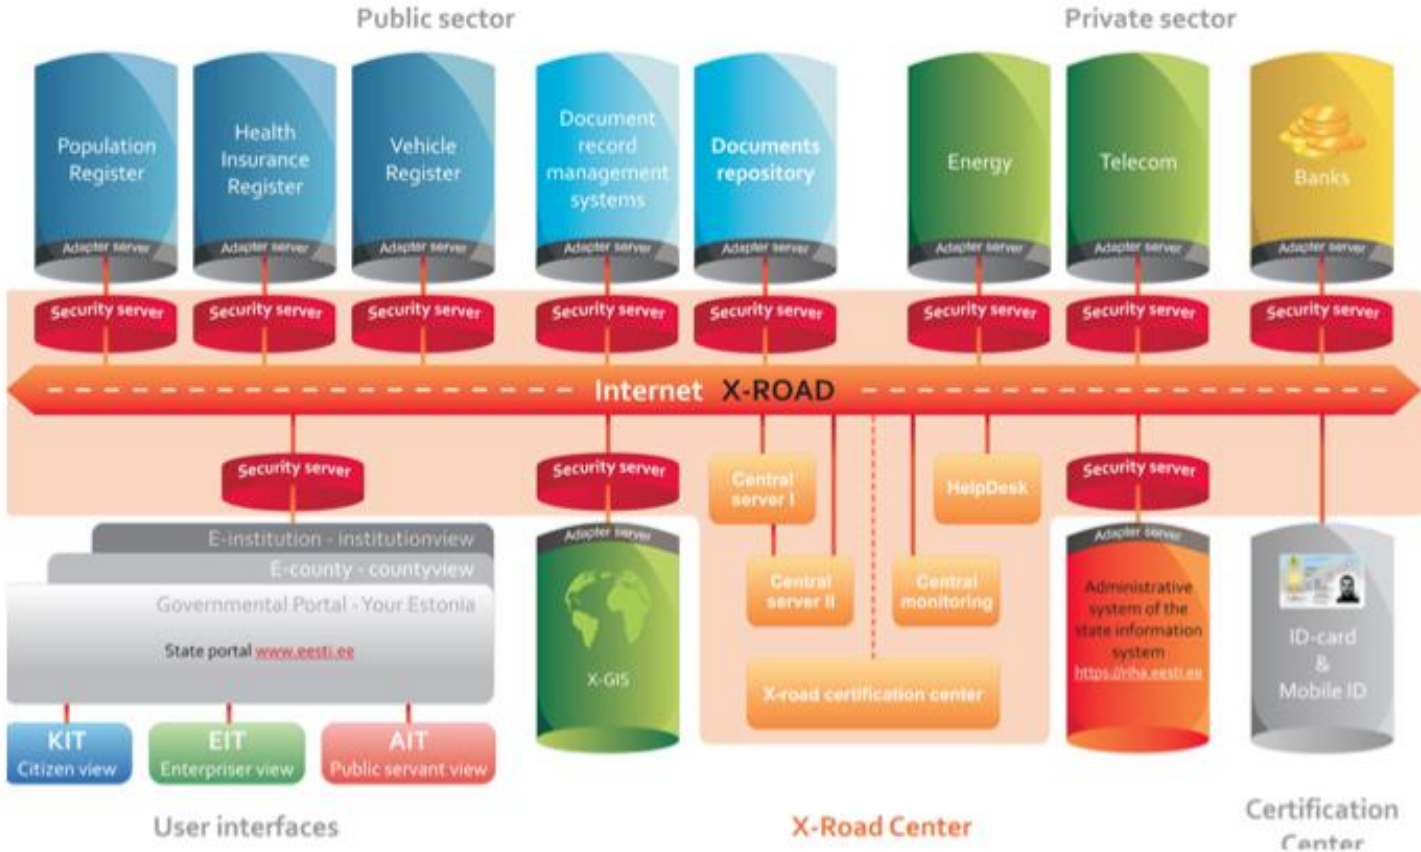 Public sector
Private sector
Population
Register
Health
Insurance
Register
Vehicle
Register
Document
record
management
systems
Documents
repository
Energy
Telecom
Banks
Adapter server
Adapter server
Adapter server
Adapter server
Adapter server
Adapter server
Adapter server
Adapter server
Security server
Security server
Security server
Security server
Security server
Security server
Security server
Security server
Internet X-ROAD
Security server
Security server
Central
server I
HelpDesk
Security server
E-institution - institutionview
E-county - countyview
Governmental Portal - Your Estonia
State portal www.eesti.ee
Adapter server
X-GIS
Central
server II
Central
monitoring
X-road certification center
Adapter server
Administrative
system of the
state information
system
https://riha.eesti.ee
ID-card
&
Mobile ID
KIT
Citizen view
EIT
Enterpriser view
AIT
Public servant view
User interfaces
X-Road Center
Certification
Center